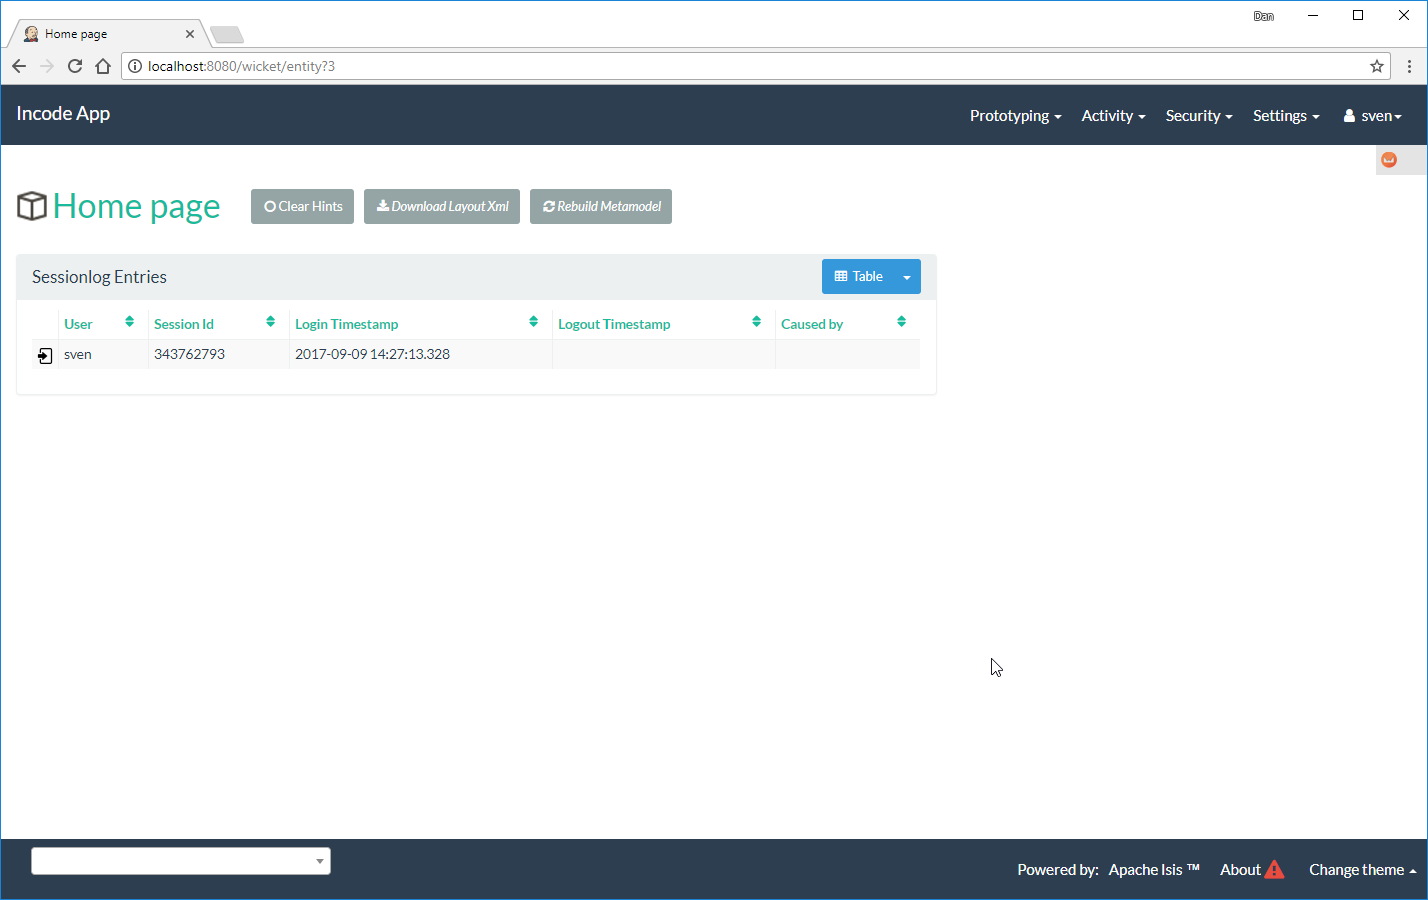 Dan
Home page
localhost:8080/wicket/entity?3
Incode App
Prototyping Activity Security Settings sven
Home page Clear Hints Download Layout Xml Rebuild Metamodel
Sessionlog Entries Table
User Session Id Login Timestamp Logout Timestamp Caused by
sven 343762793 2017-09-09 14:27:13.328
Powered by: Apache Isis ™ About Change theme